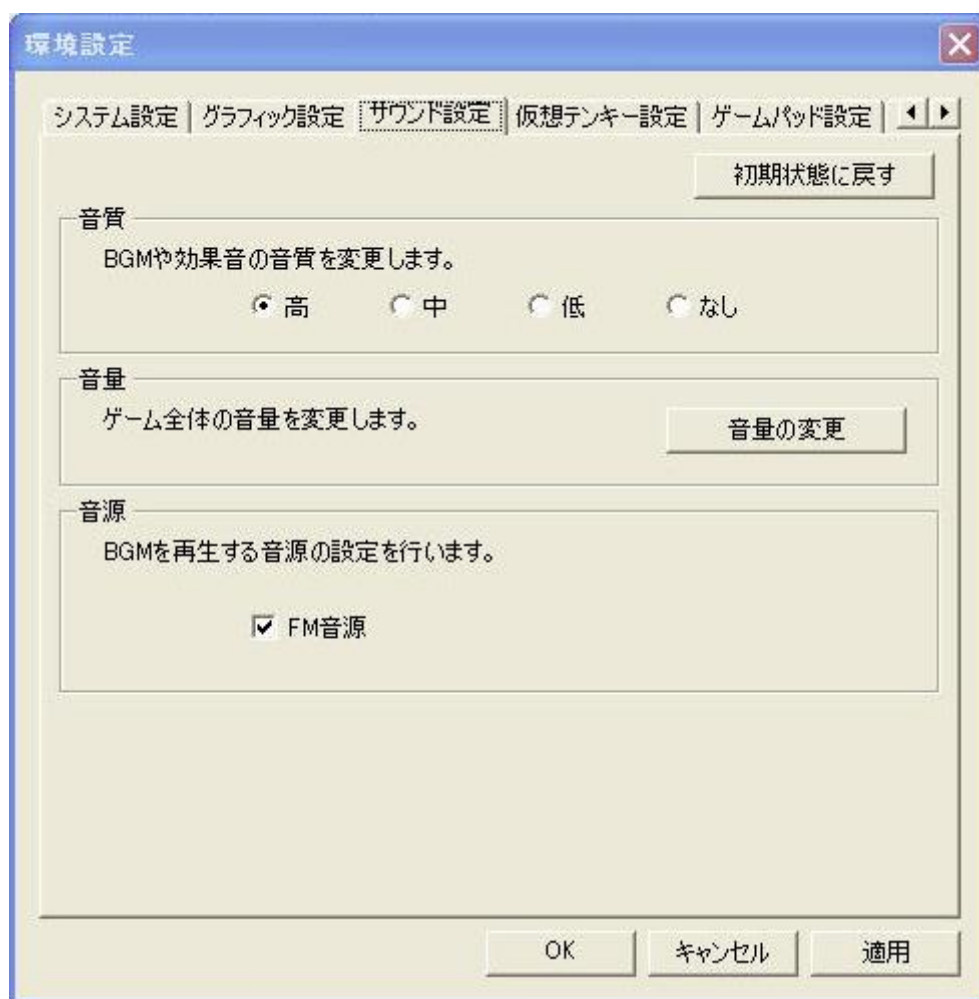 環境設定
システム設定 グラフィック設定 サウンド設定 仮想テンキー設定 ゲームパッド設定
初期状態に戻す
音質
BGMや効果音の音質を変更します。
高 中 低 なし
音量
ゲーム全体の音量を変更します。
音量の変更
音源
BGMを再生する音源の設定を行います。
FM音源
OK キャンセル 適用